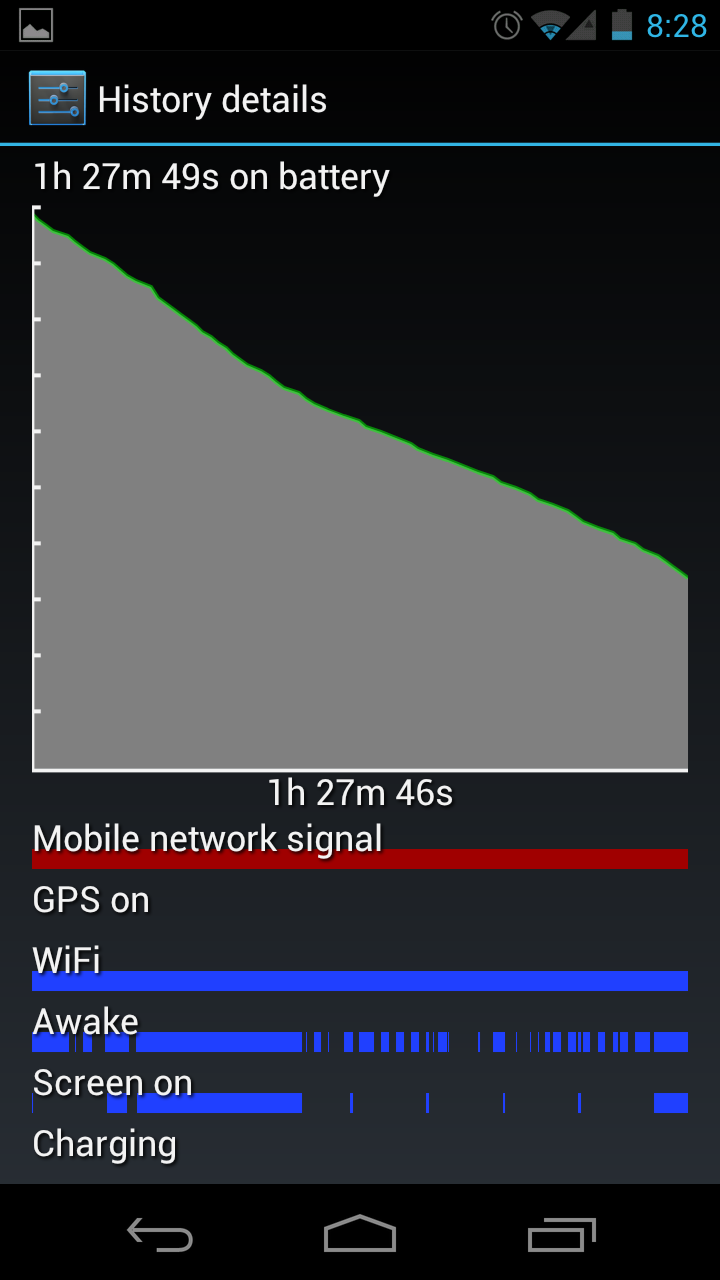 8:28
History details
1h 27m 49s on battery
1h 27m 46s
Mobile network signal
GPS on
WiFi
Awake
Screen on
Charging